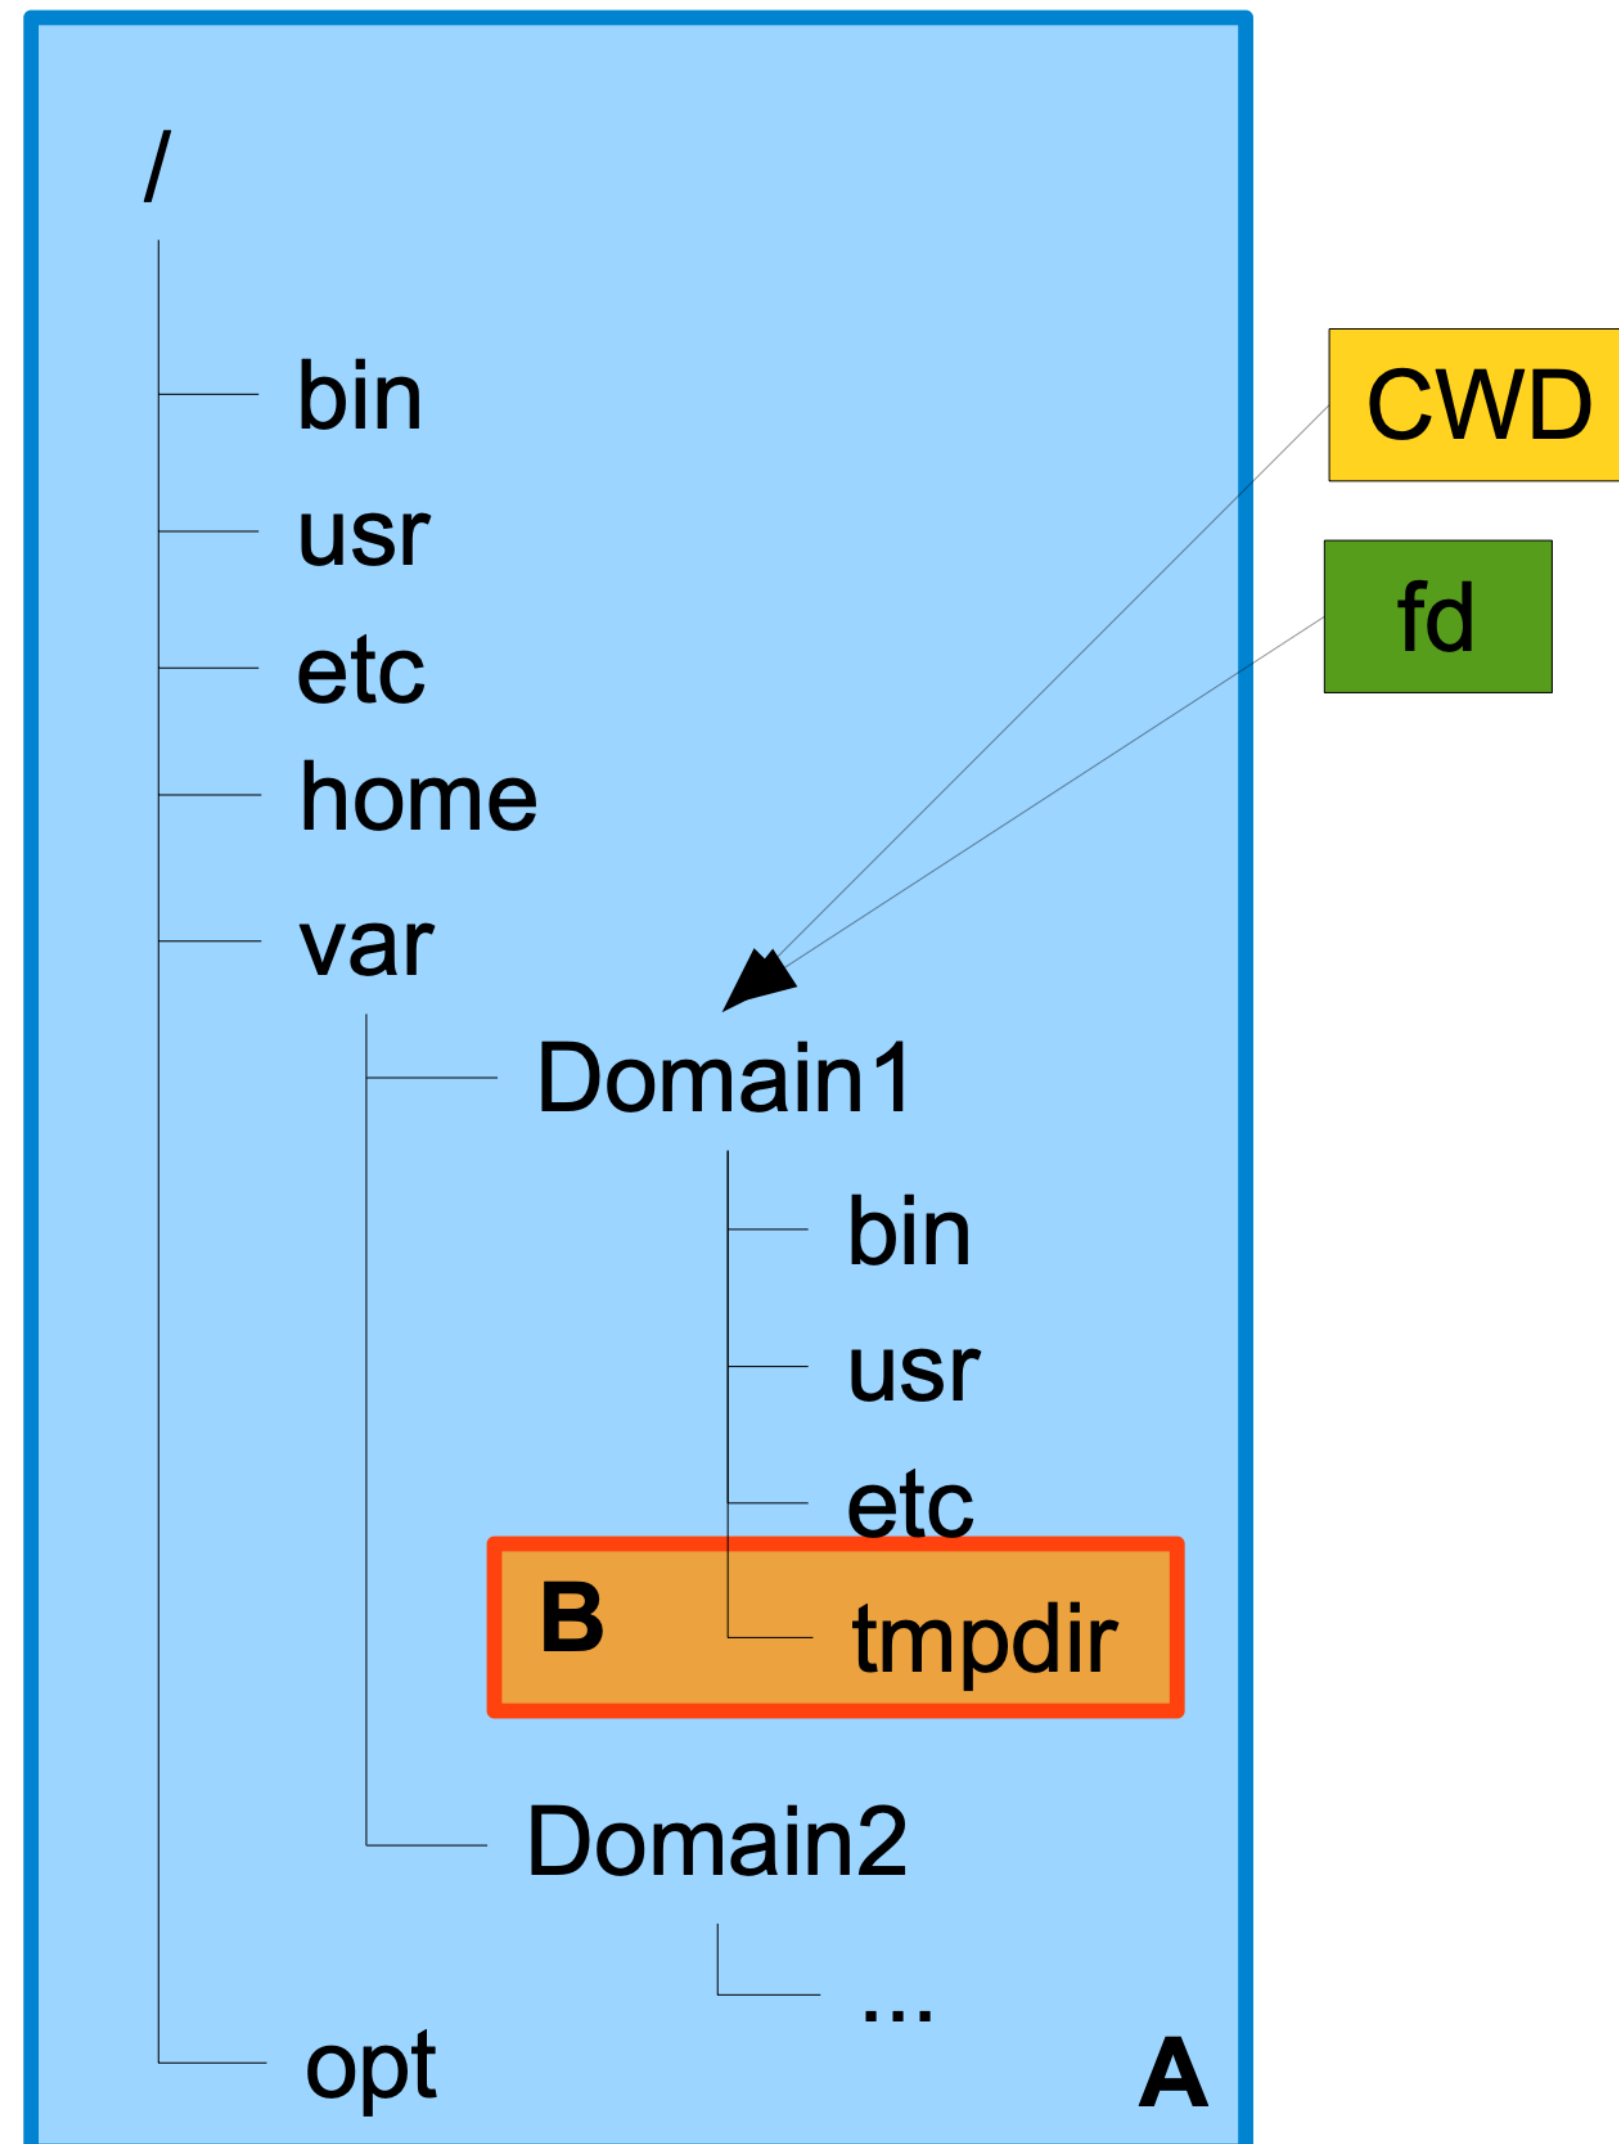 /
bin
usr
etc
home
var
Domain1
bin
usr
etc
B
tmpdir
Domain2
...
opt
A
CWD
fd